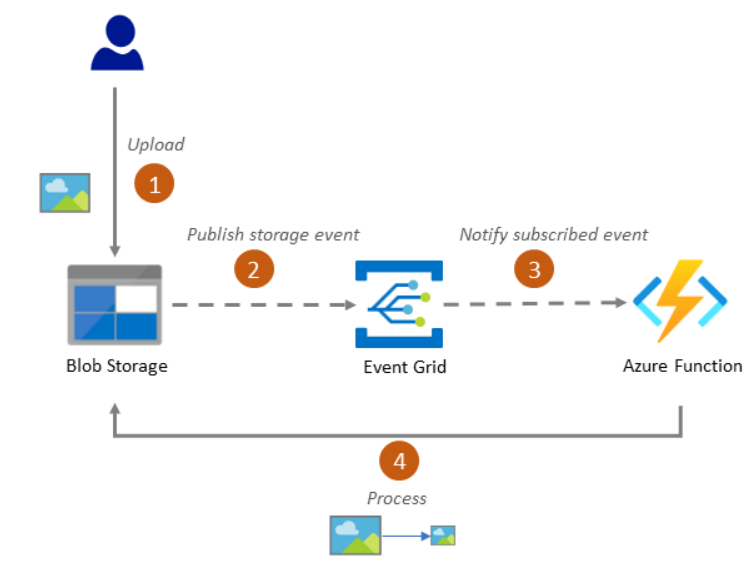 Upload
1
Publish storage event
Notify subscribed event
2
3
Blob Storage
Event Grid
Azure Function
4
Process